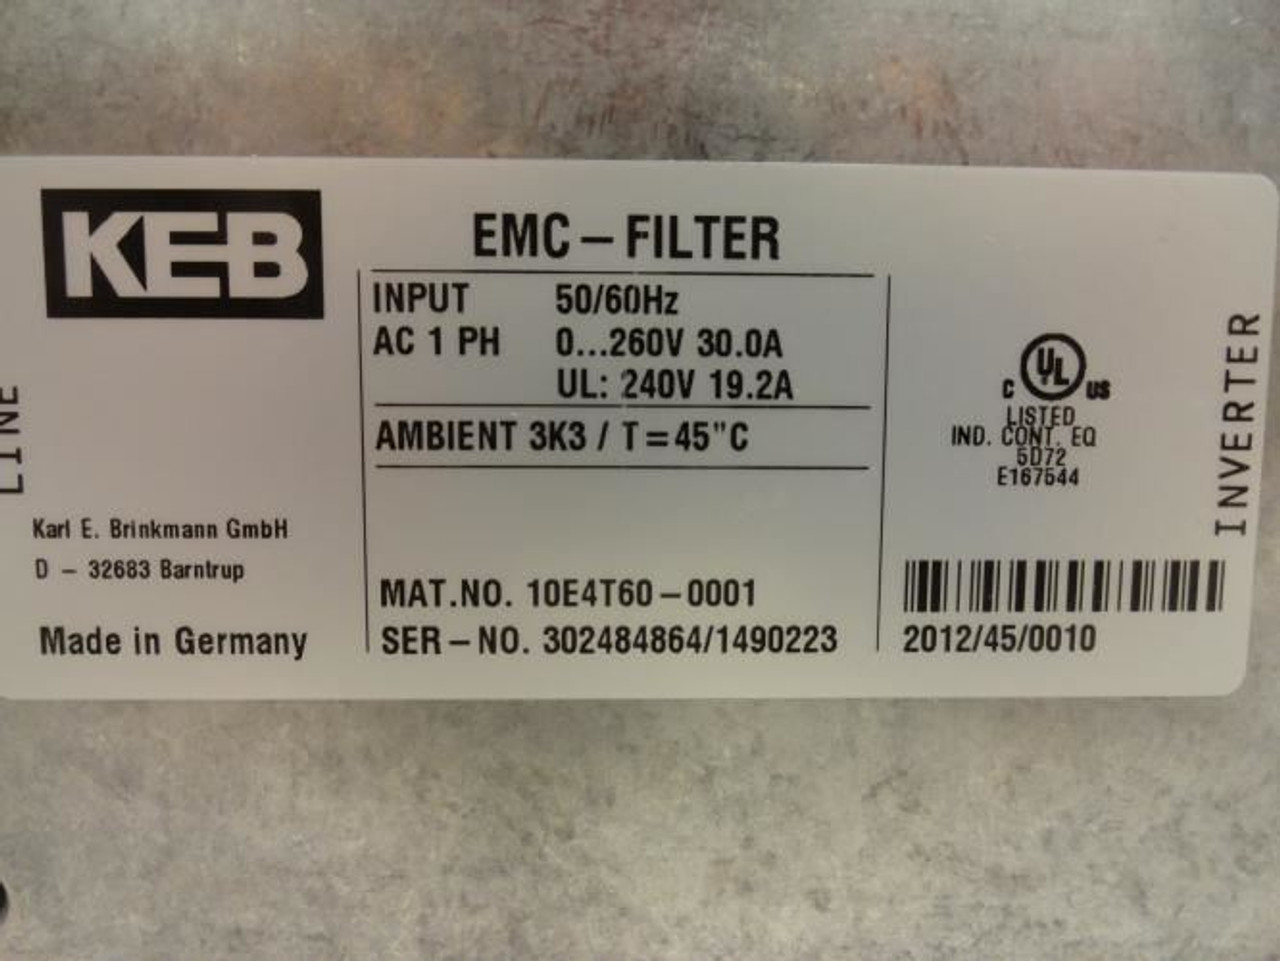 KEB
EMC-FILTER
INPUT 50/60Hz
AC 1 PH 0...260V 30.0A
UL: 240V 19.2A
AMBIENT 3K3 / T=45"C
MAT.NO. 10E4T60-0001
SER-NO. 302484864/1490223
LINE
Karl E. Brinkmann GmbH
D - 32683 Barntrup
Made in Germany
C UL US
LISTED
IND. CONT. EQ
5D72
E167544
2012/45/0010
INVERTER